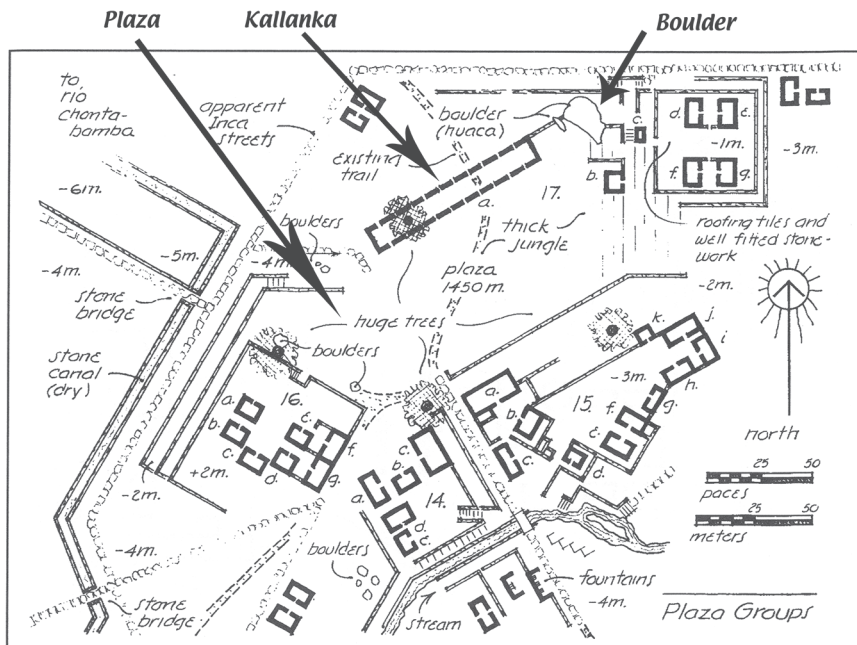 Plaza
Kallanka
Boulder
to,
rio
chonta-
bamba
apparent
Inca
streets
boulder
(huaca)
existing
trail
-61m.
-5m.
-4m.
stone
bridge
boulders
-4m.
a.
17.
thick
jungle
plaza
1450 m.
b.
c.
d.
e.
-1m.
f.
g.
-3m.
roofing tiles and
well fitted stone-
work
-2m.
huge trees
boulders
stone
canal
(dry)
16.
a.
b.
c.
d.
e.
f.
g.
+2m.
-2m.
-4m.
stone
bridge
a.
b.
c.
14.
d.
e.
boulders
stream
a.
b.
c.
15.
d.
e.
f.
g.
h.
i
j.
k.
-3m.
fountains
-4m.
north
25 50
paces
25 50
meters
Plaza Groups